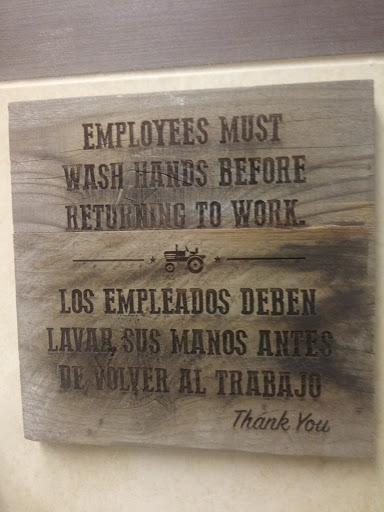 EMPLOYEES MUST
WASH HANDS BEFORE
RETURNING TO WORK.
LOS EMPLEADOS DEBEN
LAVAR SUS MANOS ANTES
DE VOLVER AL TRABAJO
Thank You